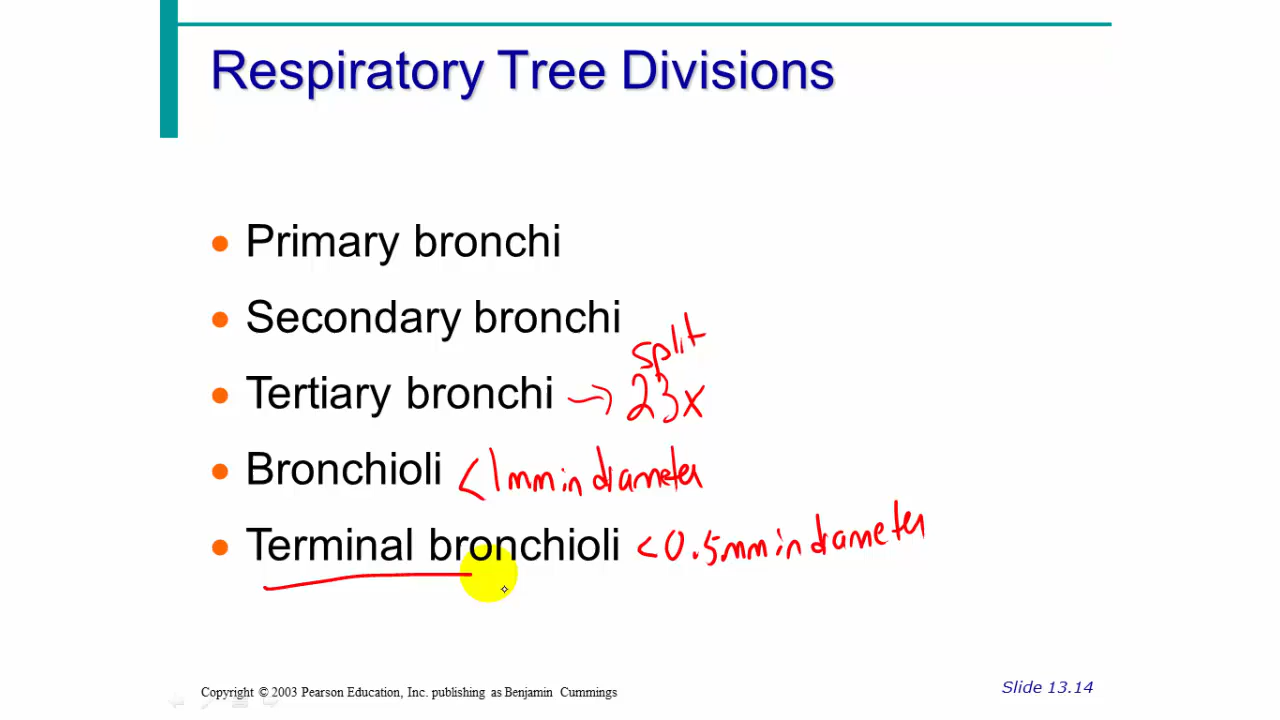 Respiratory Tree Divisions
• Primary bronchi
• Secondary bronchi
split
• Tertiary bronchi → 23x
• Bronchioli <1mm in diameter
• Terminal bronchioli <0.5mm in diameter
Copyright © 2003 Pearson Education, Inc. publishing as Benjamin Cummings
Slide 13.14